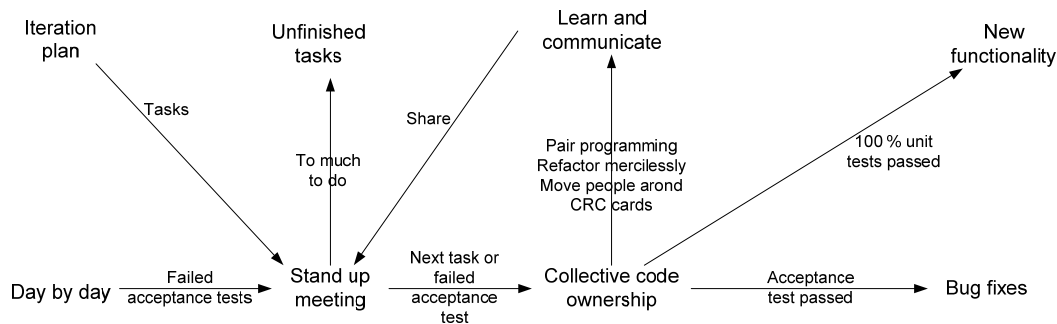 Iteration
plan
Unfinished
tasks
Learn and
communicate
New
functionality
Tasks
Share
To much
to do
Pair programming
Refactor mercilessly
Move people arond
CRC cards
100 % unit
tests passed
Day by day
Failed
acceptance tests
Stand up
meeting
Next task or
failed
acceptance
test
Collective code
ownership
Acceptance
test passed
Bug fixes